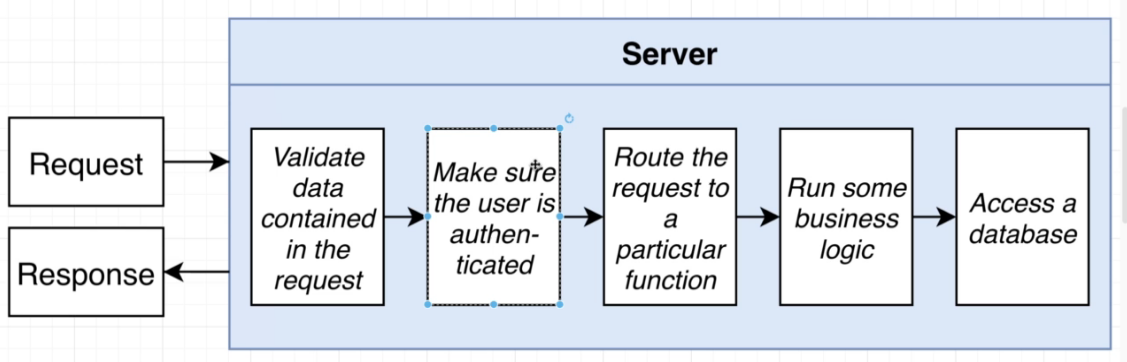 Server
Request
Response
Validate
data
contained
in the
request
Make sure
the user is
authen-
ticated
Route the
request to
a
particular
function
Run some
business
logic
Access a
database